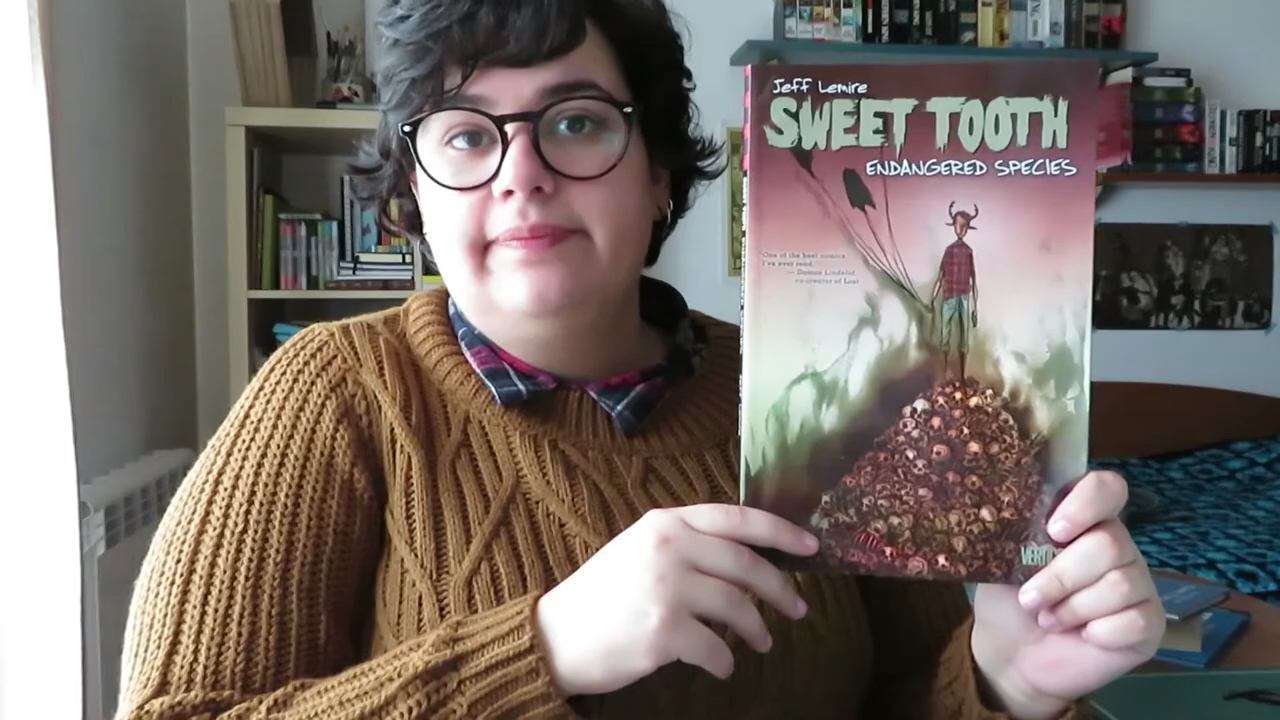 Jeff Lemire
SWEET TOOTH
ENDANGERED SPECIES
"One of the best comics
I've ever read."
— Damon Lindelof,
co-creator of Lost